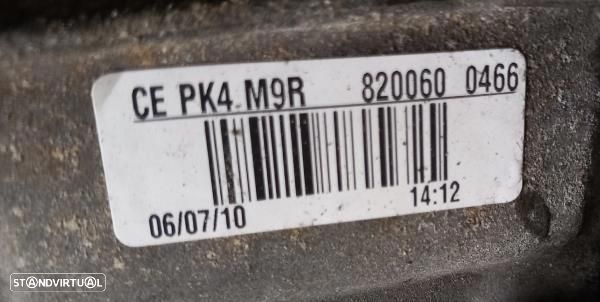 CE PK4 M9R 820060 0466
06/07/10 14:12
STANDVIRTUAL